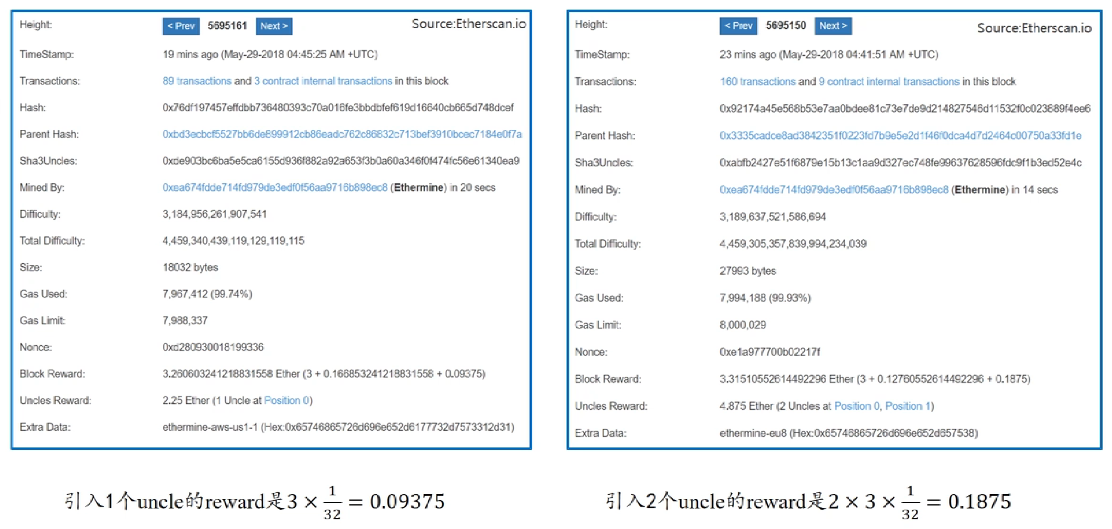 Height: < Prev 5695161 Next > Source:Etherscan.io
TimeStamp: 19 mins ago (May-29-2018 04:45:25 AM +UTC)
Transactions: 89 transactions and 3 contract internal transactions in this block
Hash: 0x76df197457effdbb736480393c70a016fe3bbdbfef619d16640cb665d748dcef
Parent Hash: 0xbd3ecbcf5527bb6de899912cb86eadc762c86832c713bef3910bcec7184e0f7a
Sha3Uncles: 0xde903bc6ba5e5ca6155d936f882a92a653f3b0a60a346f0f474fc56e61340ea9
Mined By: 0xea674fdde714fd979de3edf0f56aa9716b898ec8 (Ethermine) in 20 secs
Difficulty: 3,184,956,261,907,541
Total Difficulty: 4,459,340,439,119,129,119,115
Size: 18032 bytes
Gas Used: 7,967,412 (99.74%)
Gas Limit: 7,988,337
Nonce: 0xd280930018199336
Block Reward: 3.260603241218831558 Ether (3 + 0.166853241218831558 + 0.09375)
Uncles Reward: 2.25 Ether (1 Uncle at Position 0)
Extra Data: ethermine-aws-us1-1 (Hex:0x65746865726d696e652d6177732d7573312d31)
引入1个uncle的reward是3 × 1/32 = 0.09375
Height: < Prev 5695150 Next > Source:Etherscan.io
TimeStamp: 23 mins ago (May-29-2018 04:41:51 AM +UTC)
Transactions: 160 transactions and 9 contract internal transactions in this block
Hash: 0x92174a45e568b53e7aa0bdee81c73e7de9d214827546d11532f0c023689f4ee6
Parent Hash: 0x3335cadce8ad3842351f0223fd7b9e5e2d1f46f0dca4d7d2464c00750a33fd1e
Sha3Uncles: 0xabfb2427e51f6879e15b13c1aa9d327ec748fe99637628596fdc9f1b3ed52e4c
Mined By: 0xea674fdde714fd979de3edf0f56aa9716b898ec8 (Ethermine) in 14 secs
Difficulty: 3,189,637,521,586,694
Total Difficulty: 4,459,305,357,839,994,234,039
Size: 27993 bytes
Gas Used: 7,994,188 (99.93%)
Gas Limit: 8,000,029
Nonce: 0xe1a977700b02217f
Block Reward: 3.31510552614492296 Ether (3 + 0.12760552614492296 + 0.1875)
Uncles Reward: 4.875 Ether (2 Uncles at Position 0, Position 1)
Extra Data: ethermine-eu8 (Hex:0x65746865726d696e652d657538)
引入2个uncle的reward是2 × 3 × 1/32 = 0.1875